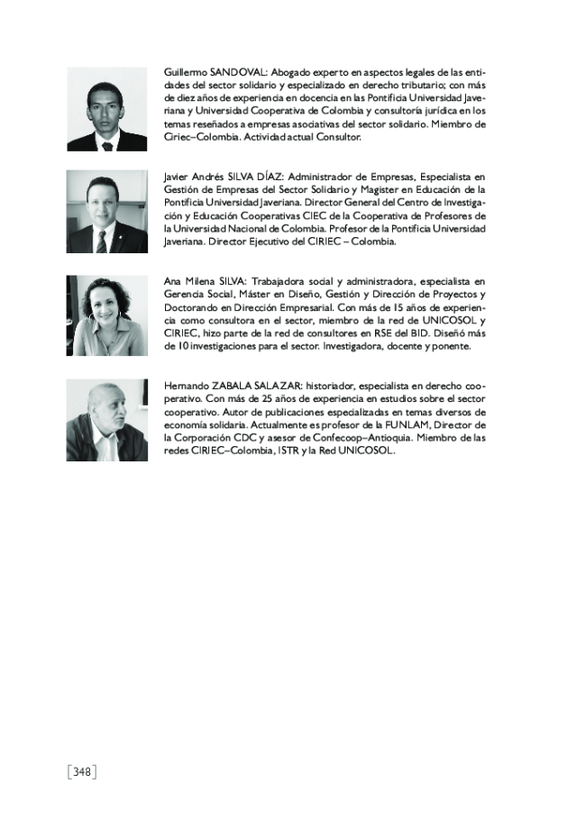 Guillermo SANDOVAL: Abogado experto en aspectos legales de las enti-
dades del sector solidario y especializado en derecho tributario; con más
de diez años de experiencia en docencia en las Pontificia Universidad Jave-
riana y Universidad Cooperativa de Colombia y consultoría jurídica en los
temas reseñados a empresas asociativas del sector solidario. Miembro de
Ciriec–Colombia. Actividad actual Consultor.
Javier Andrés SILVA DÍAZ: Administrador de Empresas, Especialista en
Gestión de Empresas del Sector Solidario y Magister en Educación de la
Pontificia Universidad Javeriana. Director General del Centro de Investiga-
ción y Educación Cooperativas CIEC de la Cooperativa de Profesores de
la Universidad Nacional de Colombia. Profesor de la Pontificia Universidad
Javeriana. Director Ejecutivo del CIRIEC – Colombia.
Ana Milena SILVA: Trabajadora social y administradora, especialista en
Gerencia Social, Máster en Diseño, Gestión y Dirección de Proyectos y
Doctorando en Dirección Empresarial. Con más de 15 años de experien-
cia como consultora en el sector, miembro de la red de UNICOSOL y
CIRIEC, hizo parte de la red de consultores en RSE del BID. Diseñó más
de 10 investigaciones para el sector. Investigadora, docente y ponente.
Hernando ZABALA SALAZAR: historiador, especialista en derecho coo-
perativo. Con más de 25 años de experiencia en estudios sobre el sector
cooperativo. Autor de publicaciones especializadas en temas diversos de
economía solidaria. Actualmente es profesor de la FUNLAM, Director de
la Corporación CDC y asesor de Confecoop–Antioquia. Miembro de las
redes CIRIEC–Colombia, ISTR y la Red UNICOSOL.
[348]